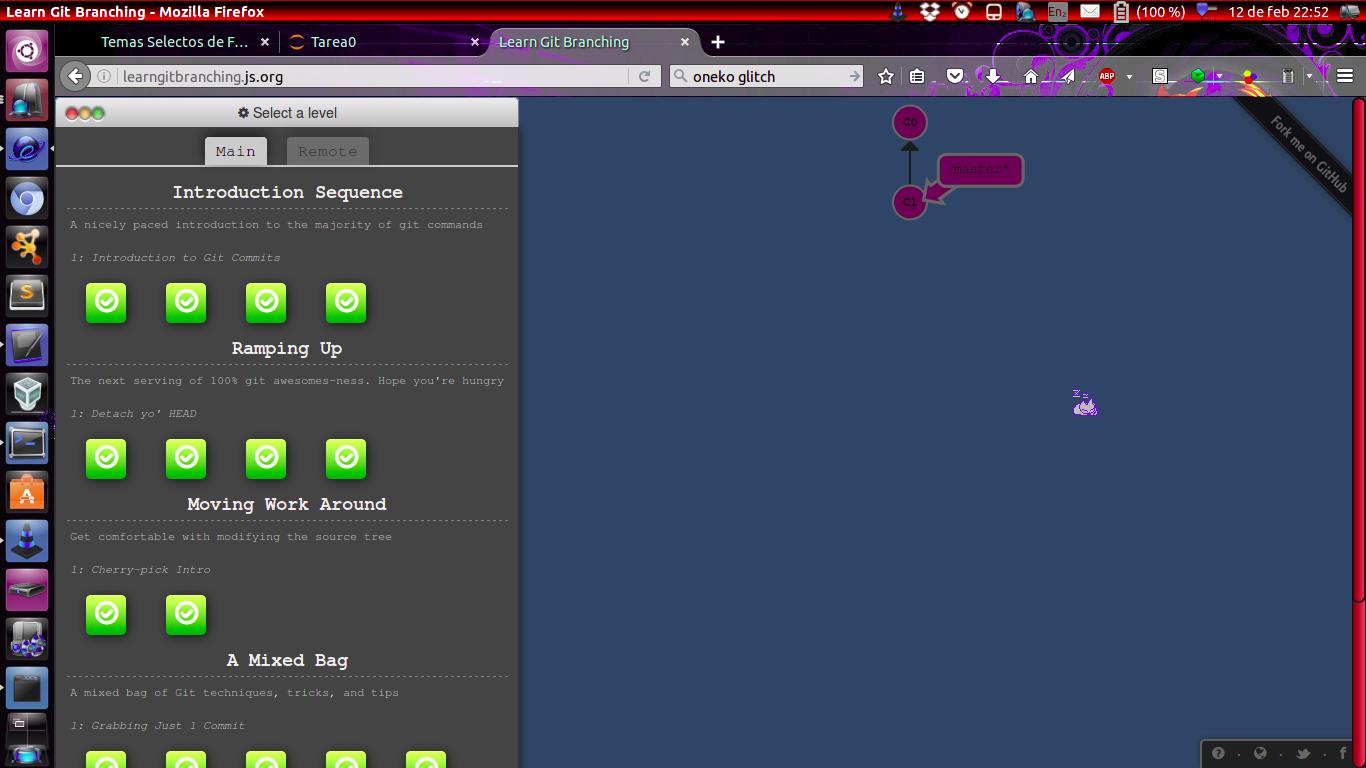 Learn Git Branching - Mozilla Firefox
En₂
(100 %)
12 de feb 22:52
Temas Selectos de F...
Tarea0
Learn Git Branching
learngitbranching.js.org
oneko glitch
ABP
S
Select a level
Main
Remote
Introduction Sequence
A nicely paced introduction to the majority of git commands
1: Introduction to Git Commits
Ramping Up
The next serving of 100% git awesomes-ness. Hope you're hungry
1: Detach yo' HEAD
Moving Work Around
Get comfortable with modifying the source tree
1: Cherry-pick Intro
A Mixed Bag
A mixed bag of Git techniques, tricks, and tips
1: Grabbing Just 1 Commit
C0
master*
C1
Fork me on GitHub
z z